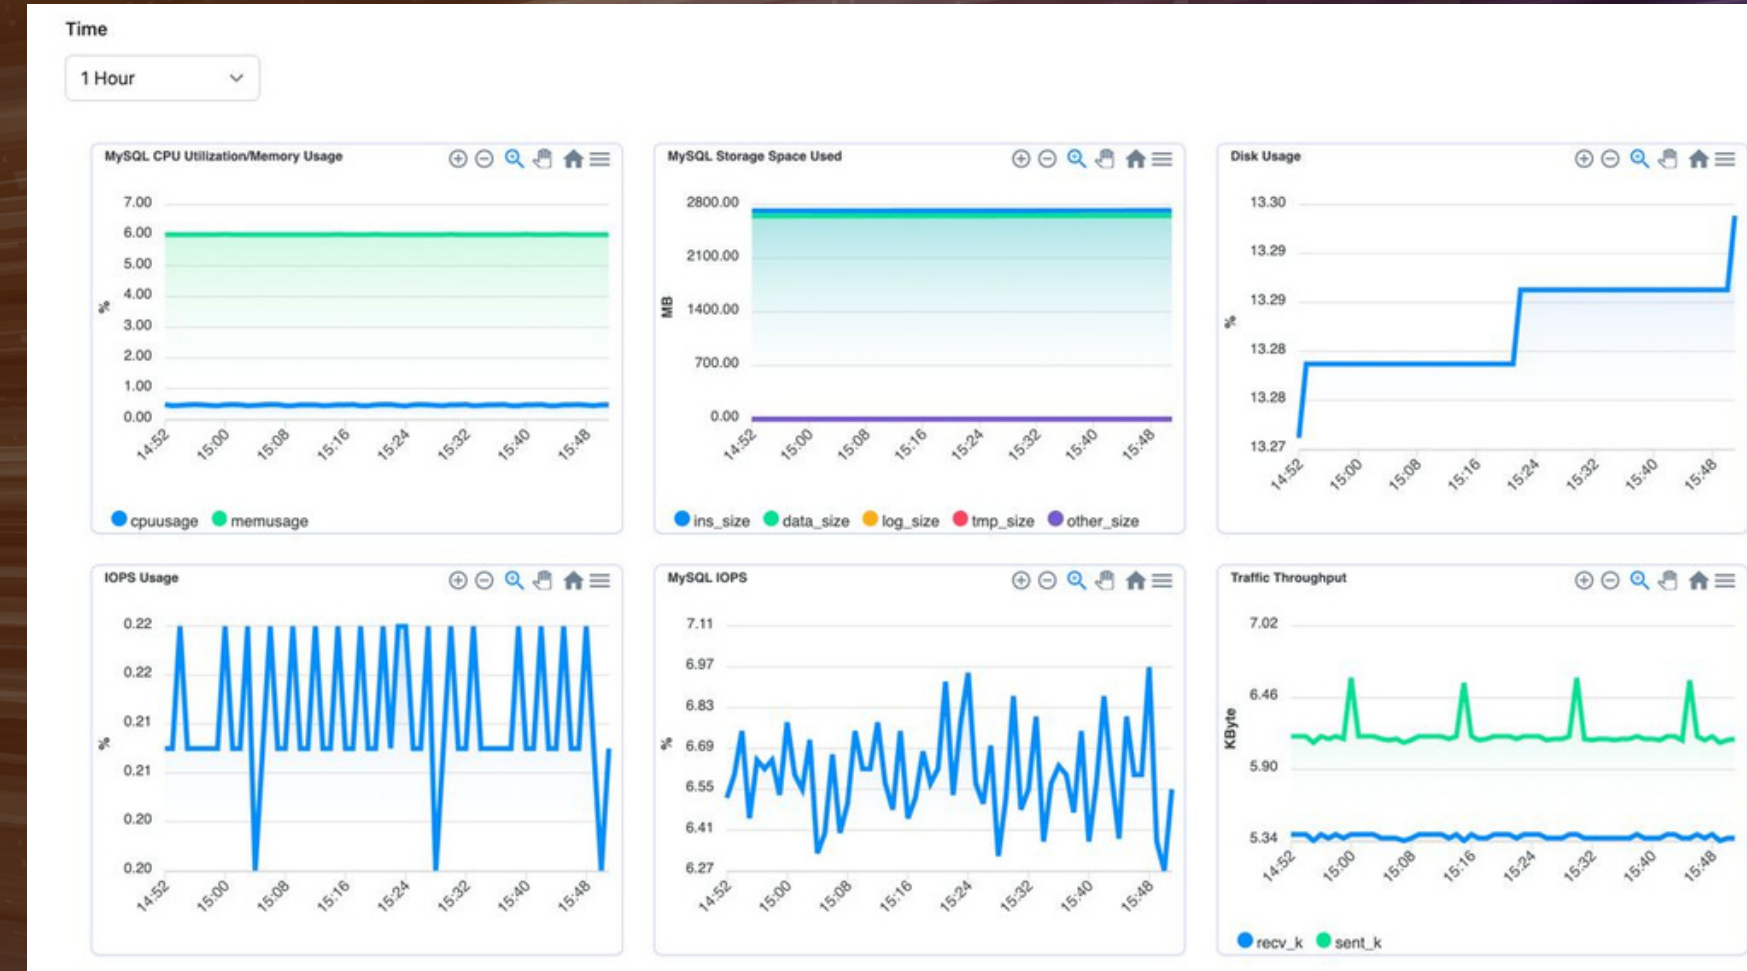 Time
1 Hour
MySQL CPU Utilization/Memory Usage
7.00
6.00
5.00
4.00
3.00
2.00
1.00
0.00
%
14:52 15:00 15:08 15:16 15:24 15:32 15:40 15:48
cpuusage memusage
MySQL Storage Space Used
2800.00
2100.00
1400.00
700.00
0.00
MB
14:52 15:00 15:08 15:16 15:24 15:32 15:40 15:48
ins_size data_size log_size tmp_size other_size
Disk Usage
13.30
13.29
13.29
13.28
13.28
13.27
%
14:52 15:00 15:08 15:16 15:24 15:32 15:40 15:48
IOPS Usage
0.22
0.22
0.21
0.21
0.20
0.20
%
14:52 15:00 15:08 15:16 15:24 15:32 15:40 15:48
MySQL IOPS
7.11
6.97
6.83
6.69
6.55
6.41
6.27
%
14:52 15:00 15:08 15:16 15:24 15:32 15:40 15:48
Traffic Throughput
7.02
6.46
5.90
5.34
KByte
14:52 15:00 15:08 15:16 15:24 15:32 15:40 15:48
recv_k sent_k